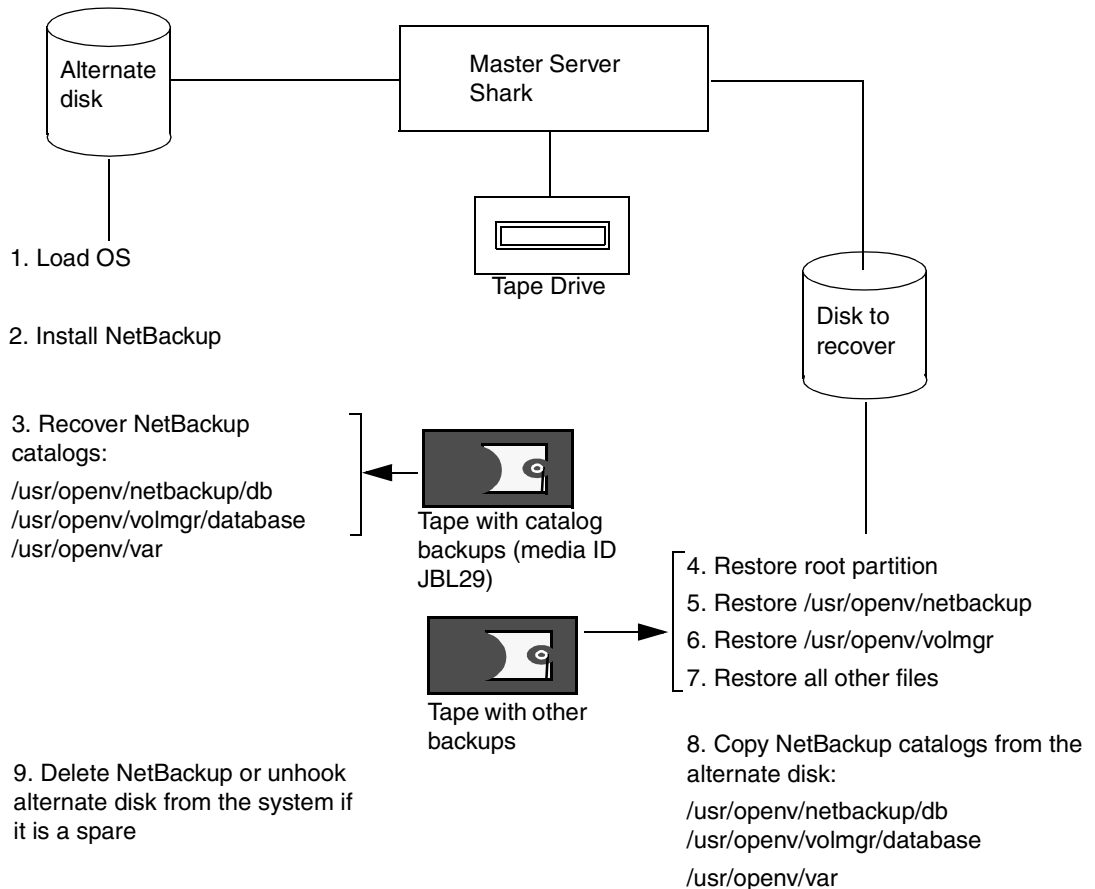 Alternate
disk
Master Server
Shark
Tape Drive
Disk to
recover
1. Load OS
2. Install NetBackup
3. Recover NetBackup
catalogs:
/usr/openv/netbackup/db
/usr/openv/volmgr/database
/usr/openv/var
Tape with catalog
backups (media ID
JBL29)
Tape with other
backups
4. Restore root partition
5. Restore /usr/openv/netbackup
6. Restore /usr/openv/volmgr
7. Restore all other files
8. Copy NetBackup catalogs from the
alternate disk:
/usr/openv/netbackup/db
/usr/openv/volmgr/database
/usr/openv/var
9. Delete NetBackup or unhook
alternate disk from the system if
it is a spare